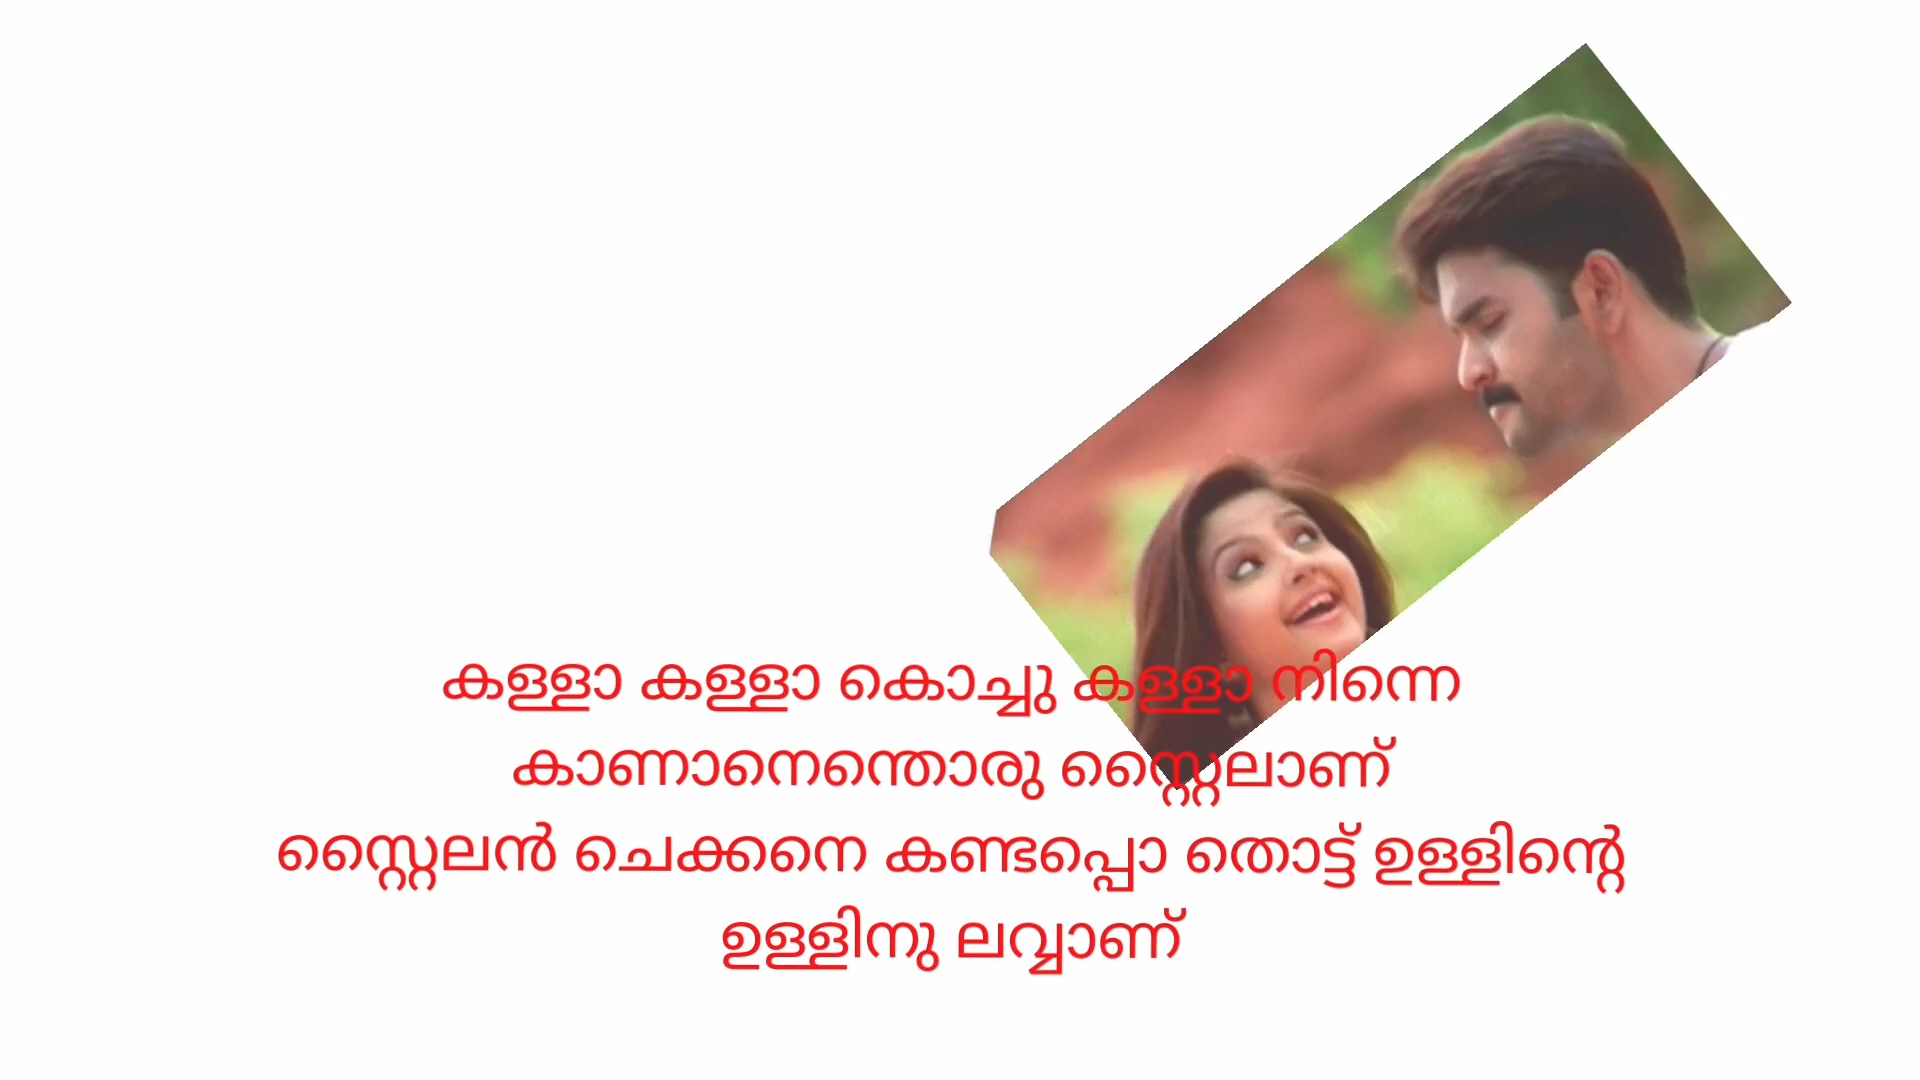 കള്ളാ കള്ളാ കൊച്ചു കള്ളാ നിന്നെ
കാണാനെന്തൊരു സ്റ്റൈലാണ്
സ്റ്റൈലൻ ചെക്കനെ കണ്ടപ്പൊ തൊട്ട് ഉള്ളിന്റെ
ഉള്ളിനു ലവ്വാണ്